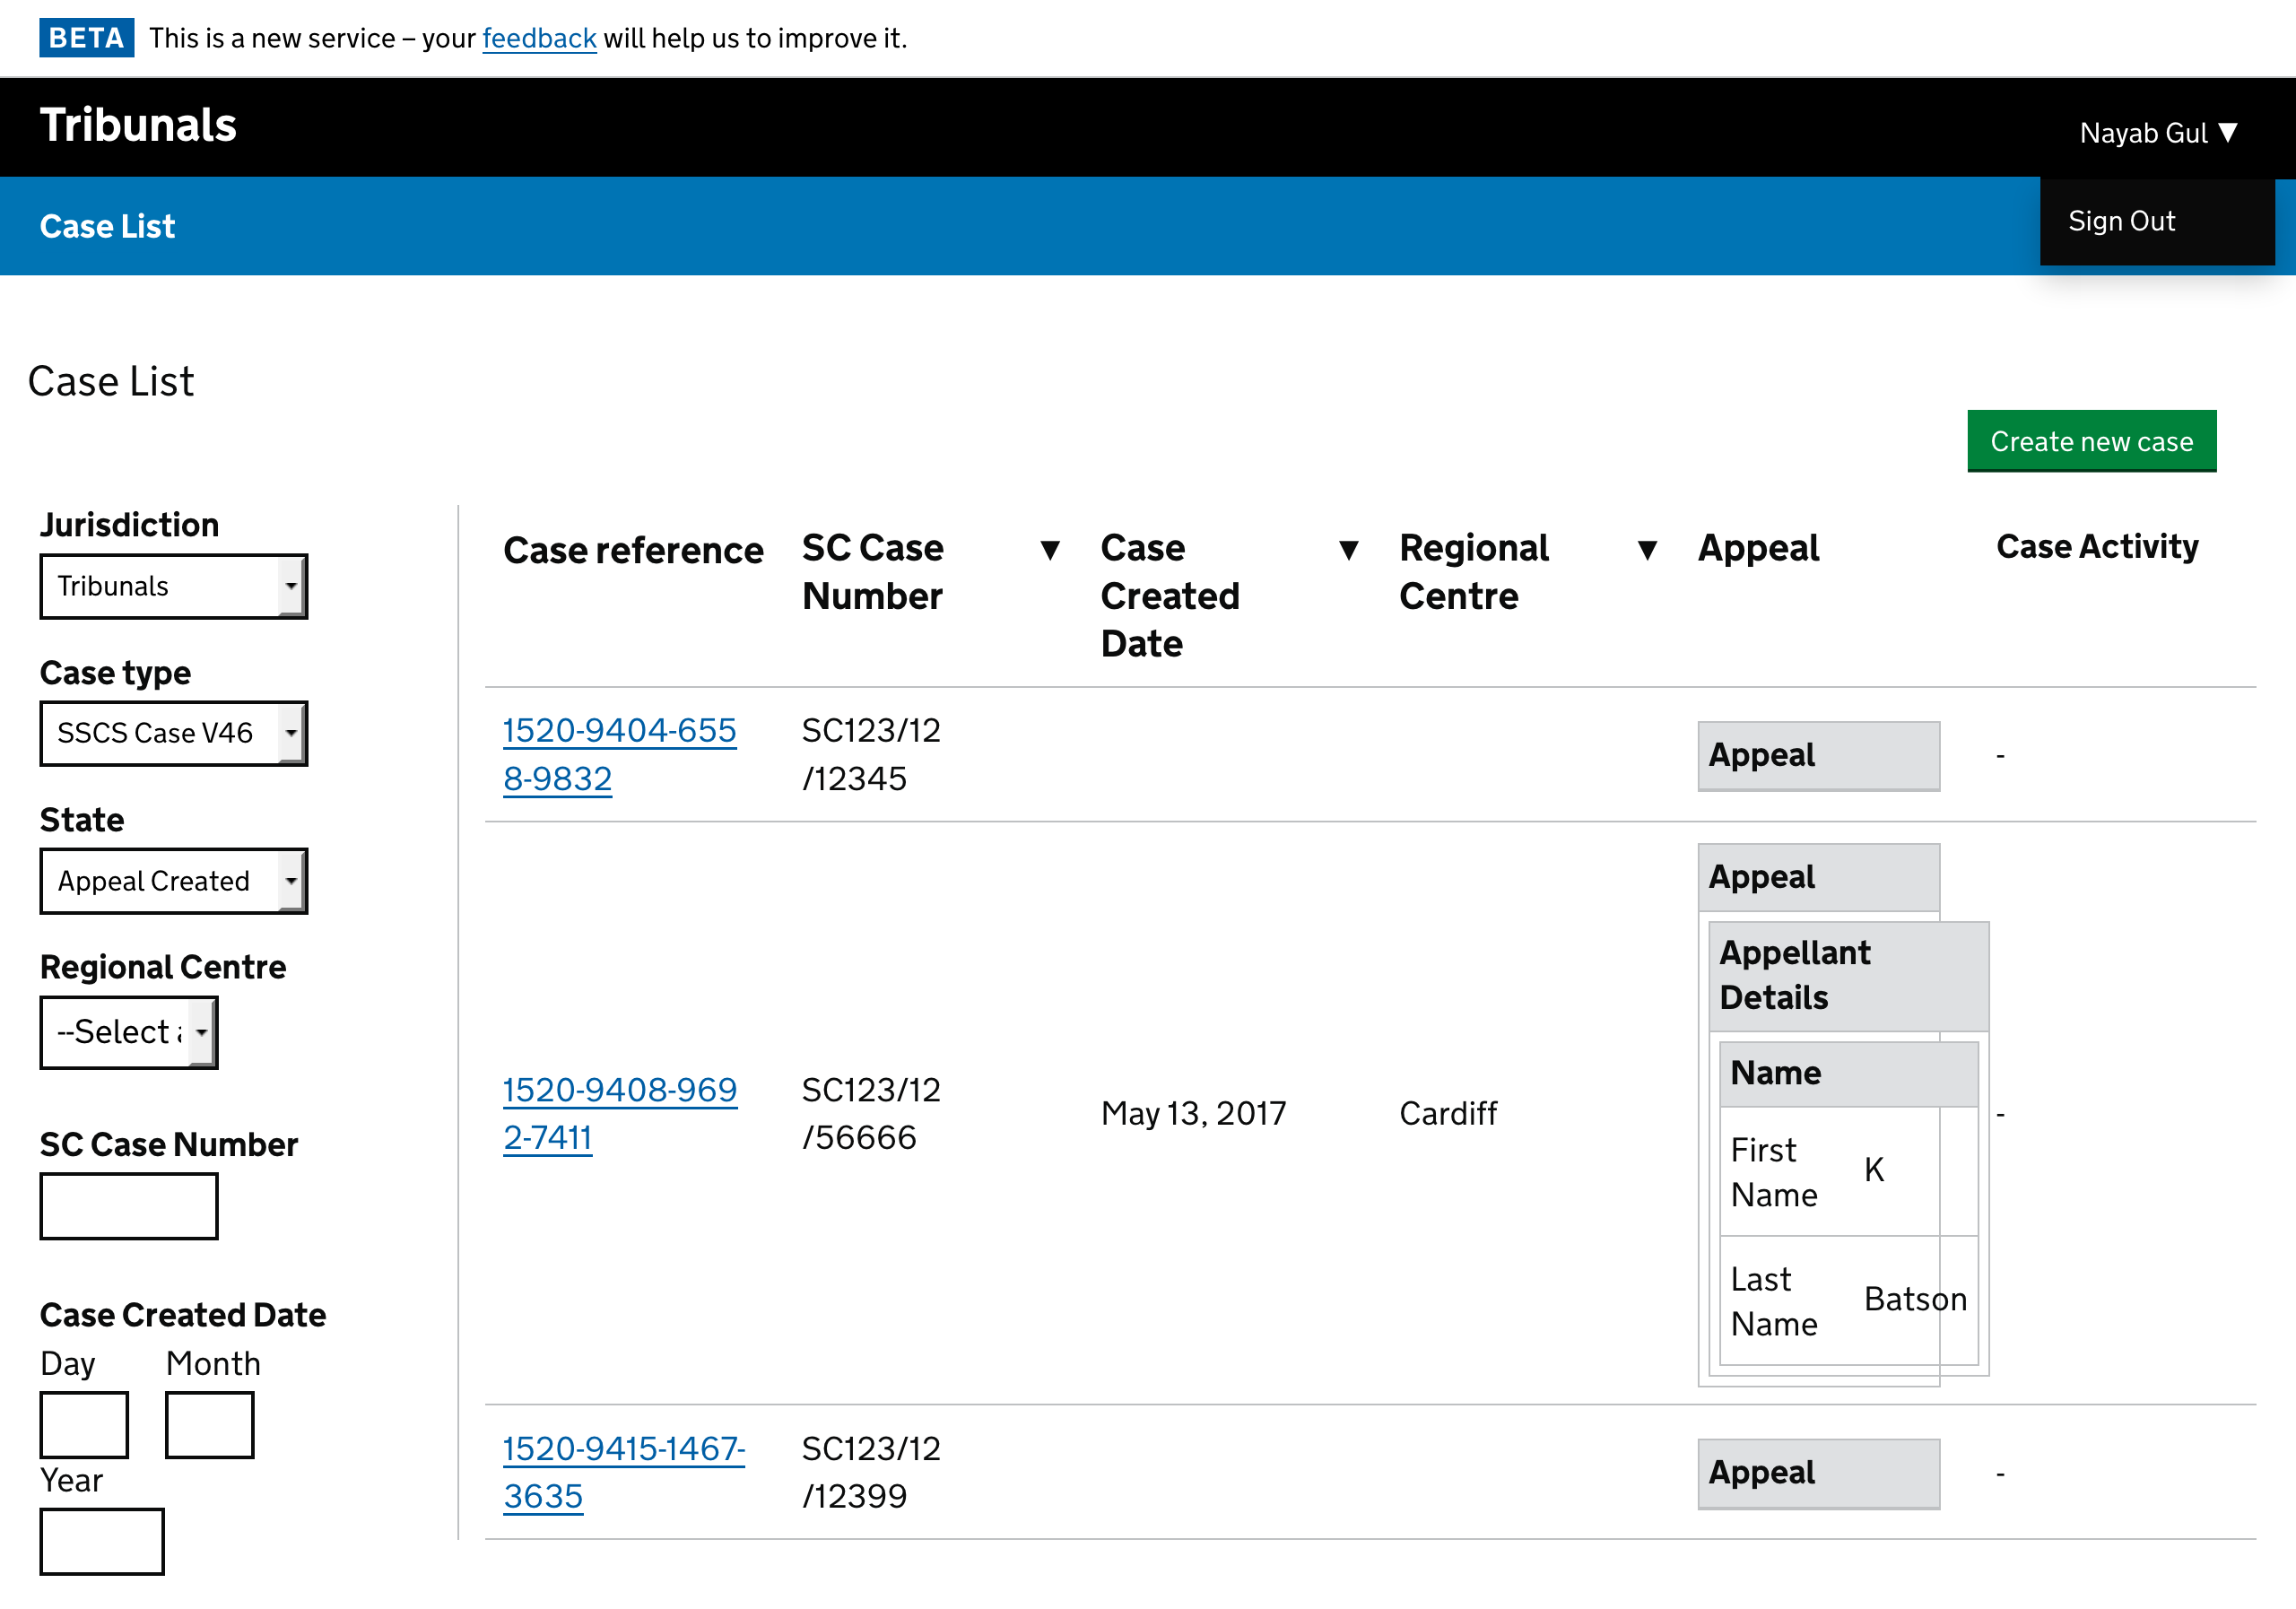 BETA This is a new service – your feedback will help us to improve it.
Tribunals
Nayab Gul ▼
Case List
Sign Out
Case List
Create new case
Jurisdiction
Tribunals
Case type
SSCS Case V46
State
Appeal Created
Regional Centre
--Select
SC Case Number
Case Created Date
Day Month
Year
Case reference SC Case ▼ Case ▼ Regional ▼ Appeal Case Activity
Number Created Centre
Date
1520-9404-655 SC123/12
8-9832 /12345
Appeal -
1520-9408-969 SC123/12
2-7411 /56666
May 13, 2017 Cardiff -
Appeal
Appellant
Details
Name
First
Name K
Last
Name Batson
1520-9415-1467- SC123/12
3635 /12399
Appeal -